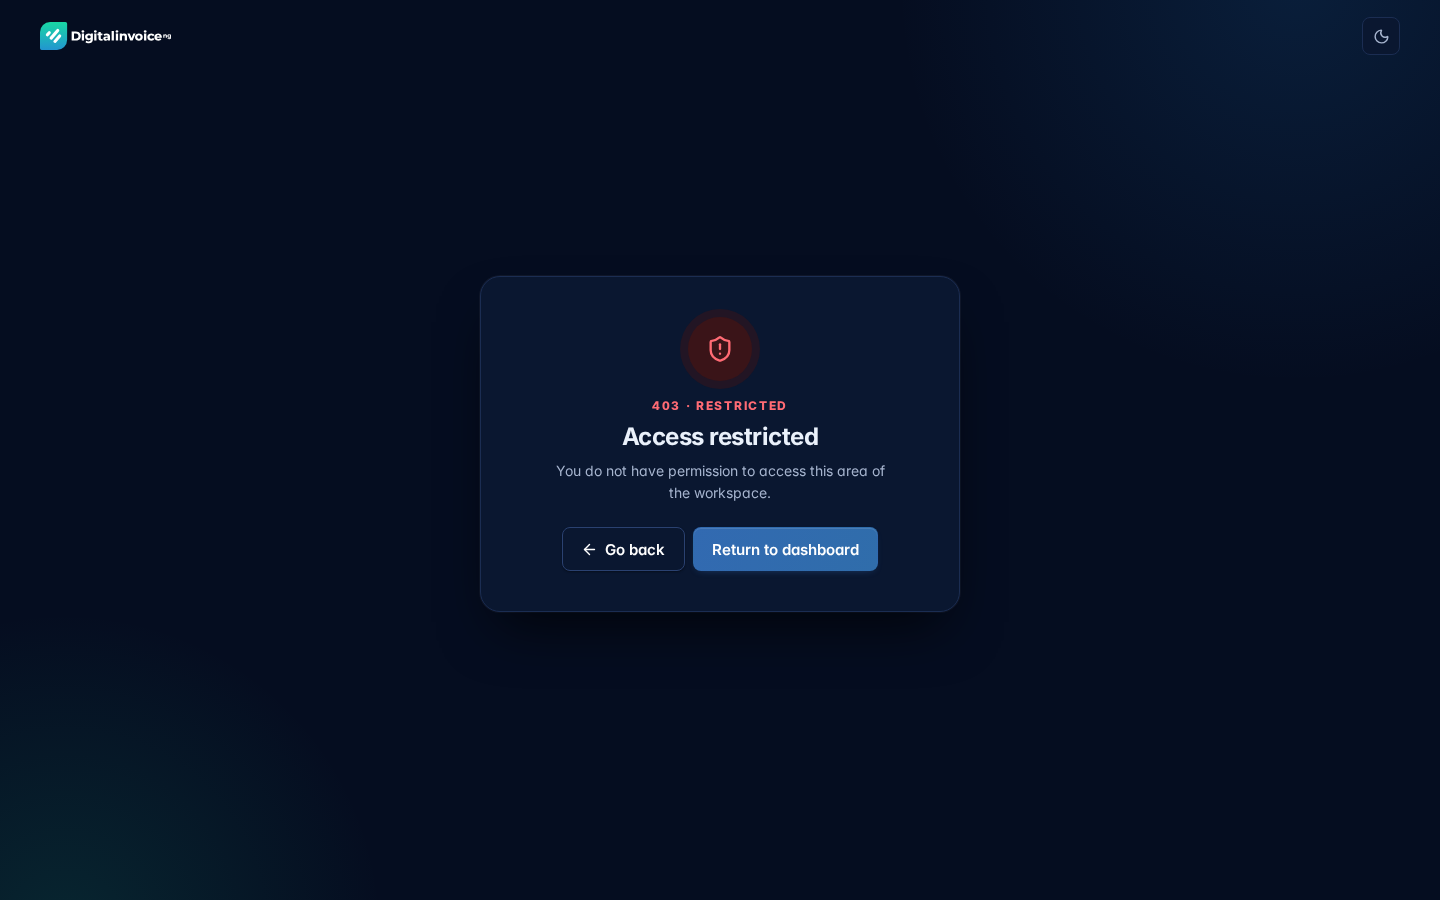 Digitalinvoice ng
403 · RESTRICTED
Access restricted
You do not have permission to access this area of
the workspace.
Go back
Return to dashboard